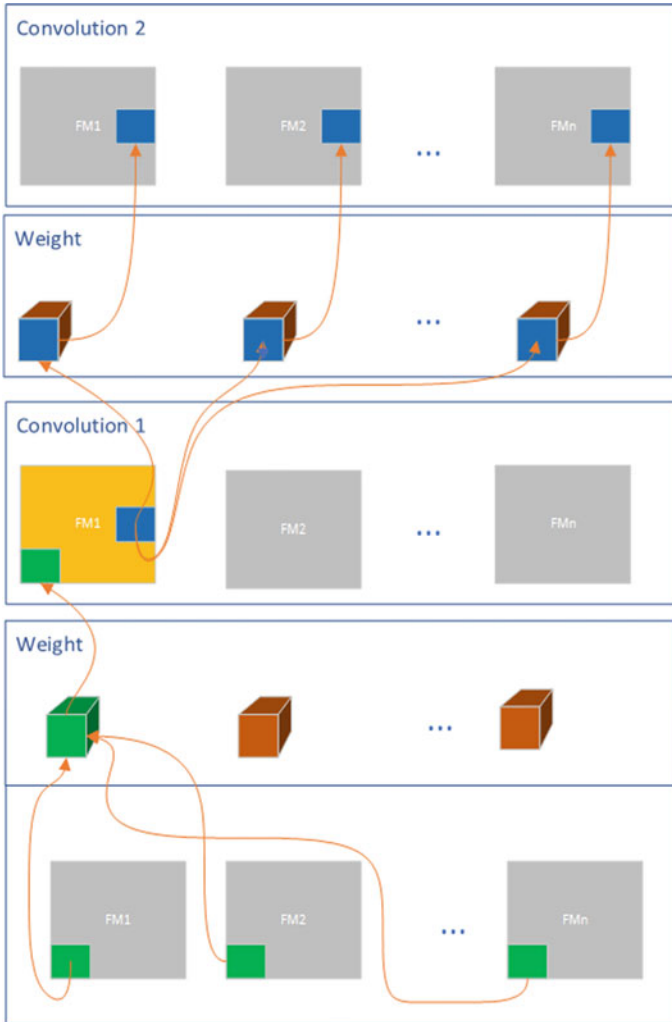 Convolution 2
FM1
FM2
...
FMn
Weight
...
Convolution 1
FM1
FM2
...
FMn
Weight
...
FM1
FM2
...
FMn